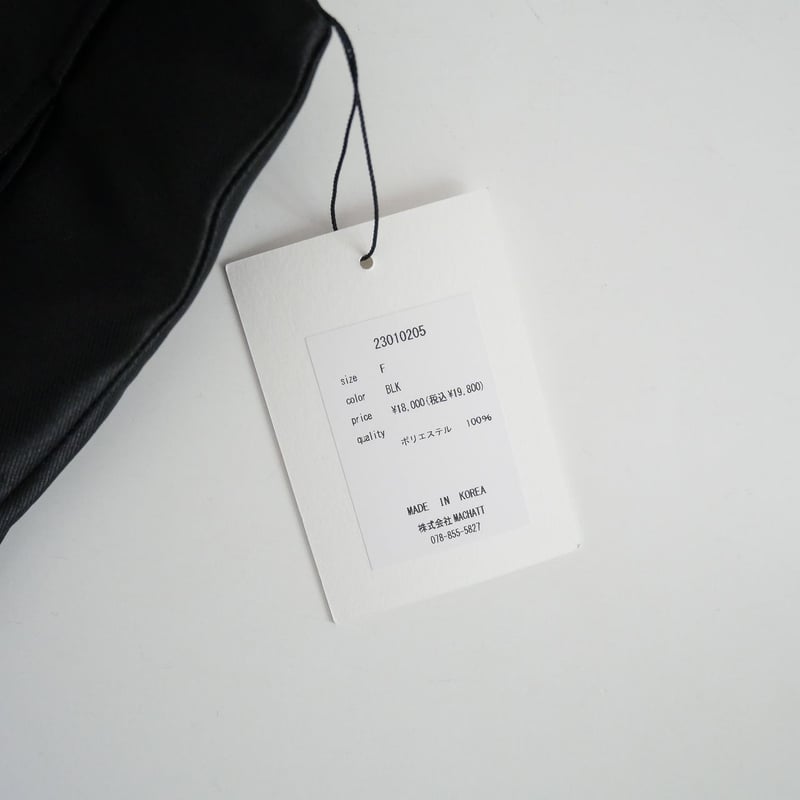 23010205
size F
color BLK
price ¥18,000(税込¥19,800)
quality ポリエステル 100%
MADE IN KOREA
株式会社MACHATT
078-855-5827